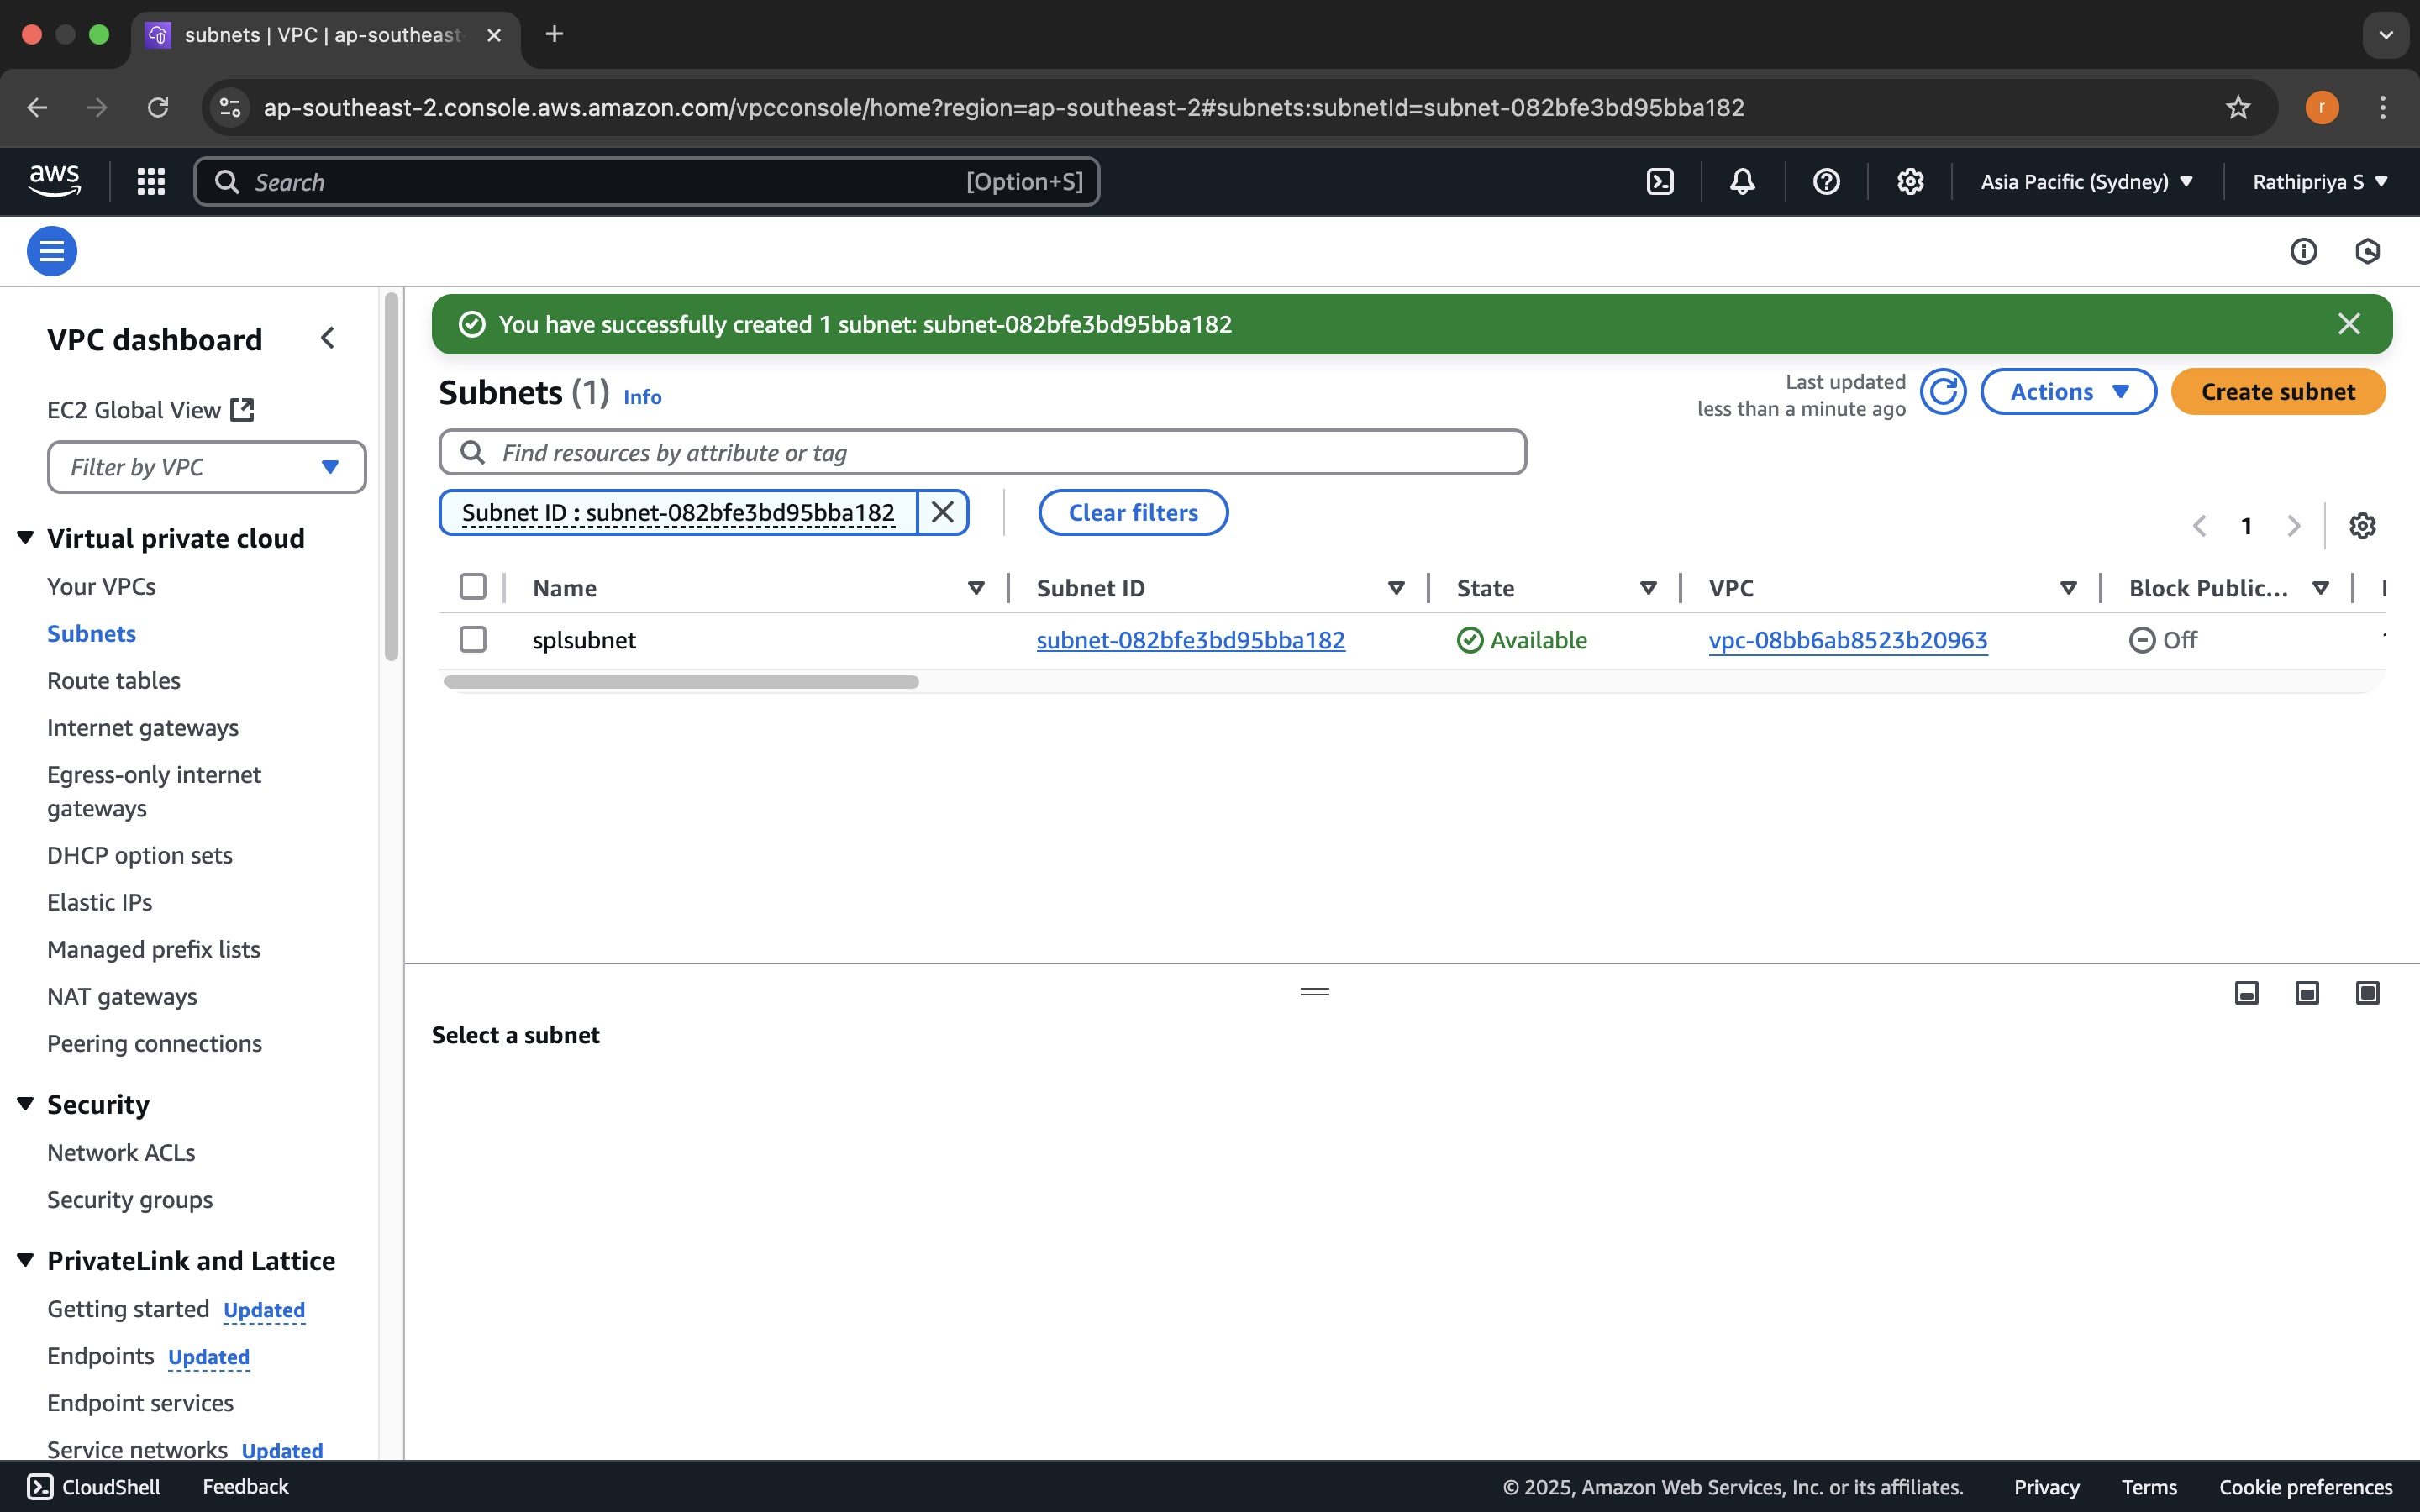 subnets | VPC | ap-southeast-
ap-southeast-2.console.aws.amazon.com/vpcconsole/home?region=ap-southeast-2#subnets:subnetId=subnet-082bfe3bd95bba182
r
aws
Search
[Option+S]
Asia Pacific (Sydney)
Rathipriya S
VPC dashboard
EC2 Global View
Filter by VPC
Virtual private cloud
Your VPCs
Subnets
Route tables
Internet gateways
Egress-only internet
gateways
DHCP option sets
Elastic IPs
Managed prefix lists
NAT gateways
Peering connections
Security
Network ACLs
Security groups
PrivateLink and Lattice
Getting started Updated
Endpoints Updated
Endpoint services
Service networks Updated
You have successfully created 1 subnet: subnet-082bfe3bd95bba182
Subnets (1) Info
Last updated
less than a minute ago
Actions
Create subnet
Find resources by attribute or tag
Subnet ID : subnet-082bfe3bd95bba182
Clear filters
1
Name Subnet ID State VPC Block Public...
splsubnet subnet-082bfe3bd95bba182 Available vpc-08bb6ab8523b20963 Off
Select a subnet
CloudShell Feedback
© 2025, Amazon Web Services, Inc. or its affiliates. Privacy Terms Cookie preferences